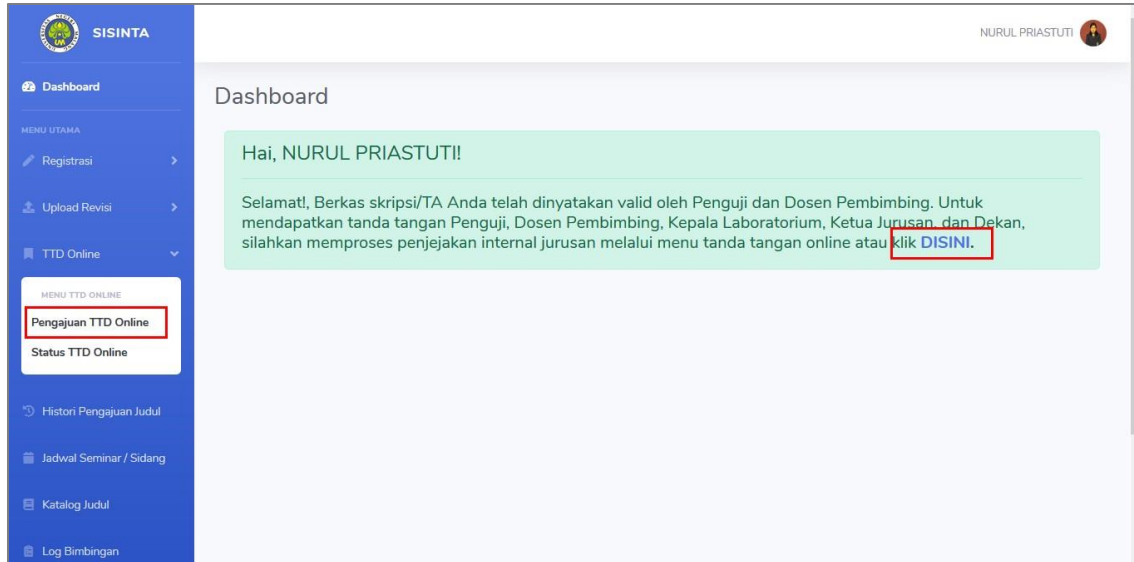 SISINTA
NURUL PRIASTUTI
Dashboard
Dashboard
MENU UTAMA
Registrasi
Upload Revisi
TTD Online
MENU TTD ONLINE
Pengajuan TTD Online
Status TTD Online
Histori Pengajuan Judul
Jadwal Seminar / Sidang
Katalog Judul
Log Bimbingan
Hai, NURUL PRIASTUTI!
Selamat!, Berkas skripsi/TA Anda telah dinyatakan valid oleh Penguji dan Dosen Pembimbing. Untuk
mendapatkan tanda tangan Penguji, Dosen Pembimbing, Kepala Laboratorium, Ketua Jurusan, dan Dekan,
silahkan memproses penjejakan internal jurusan melalui menu tanda tangan online atau klik DISINI.